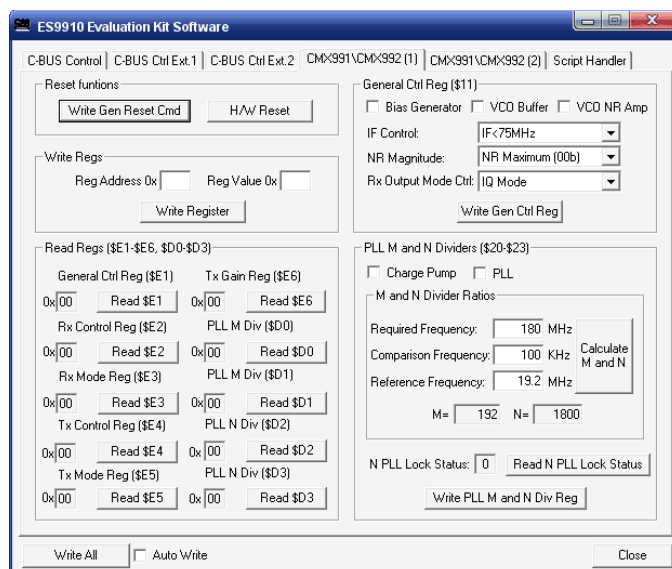 ES9910 Evaluation Kit Software
C-BUS Control C-BUS Ctrl Ext.1 C-BUS Ctrl Ext.2 CMX991\CMX992 (1) CMX991\CMX992 (2) Script Handler
Reset funtions
Write Gen Reset Cmd H/W Reset
Write Regs
Reg Address 0x Reg Value 0x
Write Register
Read Regs ($E1-$E6, $D0-$D3)
General Ctrl Reg ($E1) Tx Gain Reg ($E6)
0x 00 Read $E1 0x 00 Read $E6
Rx Control Reg ($E2) PLL M Div ($D0)
0x 00 Read $E2 0x 00 Read $D0
Rx Mode Reg ($E3) PLL M Div ($D1)
0x 00 Read $E3 0x 00 Read $D1
Tx Control Reg ($E4) PLL N Div ($D2)
0x 00 Read $E4 0x 00 Read $D2
Tx Mode Reg ($E5) PLL N Div ($D3)
0x 00 Read $E5 0x 00 Read $D3
General Ctrl Reg ($11)
Bias Generator VCO Buffer VCO NR Amp
IF Control: IF<75MHz
NR Magnitude: NR Maximum (00b)
Rx Output Mode Ctrl: IQ Mode
Write Gen Ctrl Reg
PLL M and N Dividers ($20-$23)
Charge Pump PLL
M and N Divider Ratios
Required Frequency: 180 MHz
Comparison Frequency: 100 KHz
Reference Frequency: 19.2 MHz
Calculate
M and N
M= 192 N= 1800
N PLL Lock Status: 0 Read N PLL Lock Status
Write PLL M and N Div Reg
Write All Auto Write Close